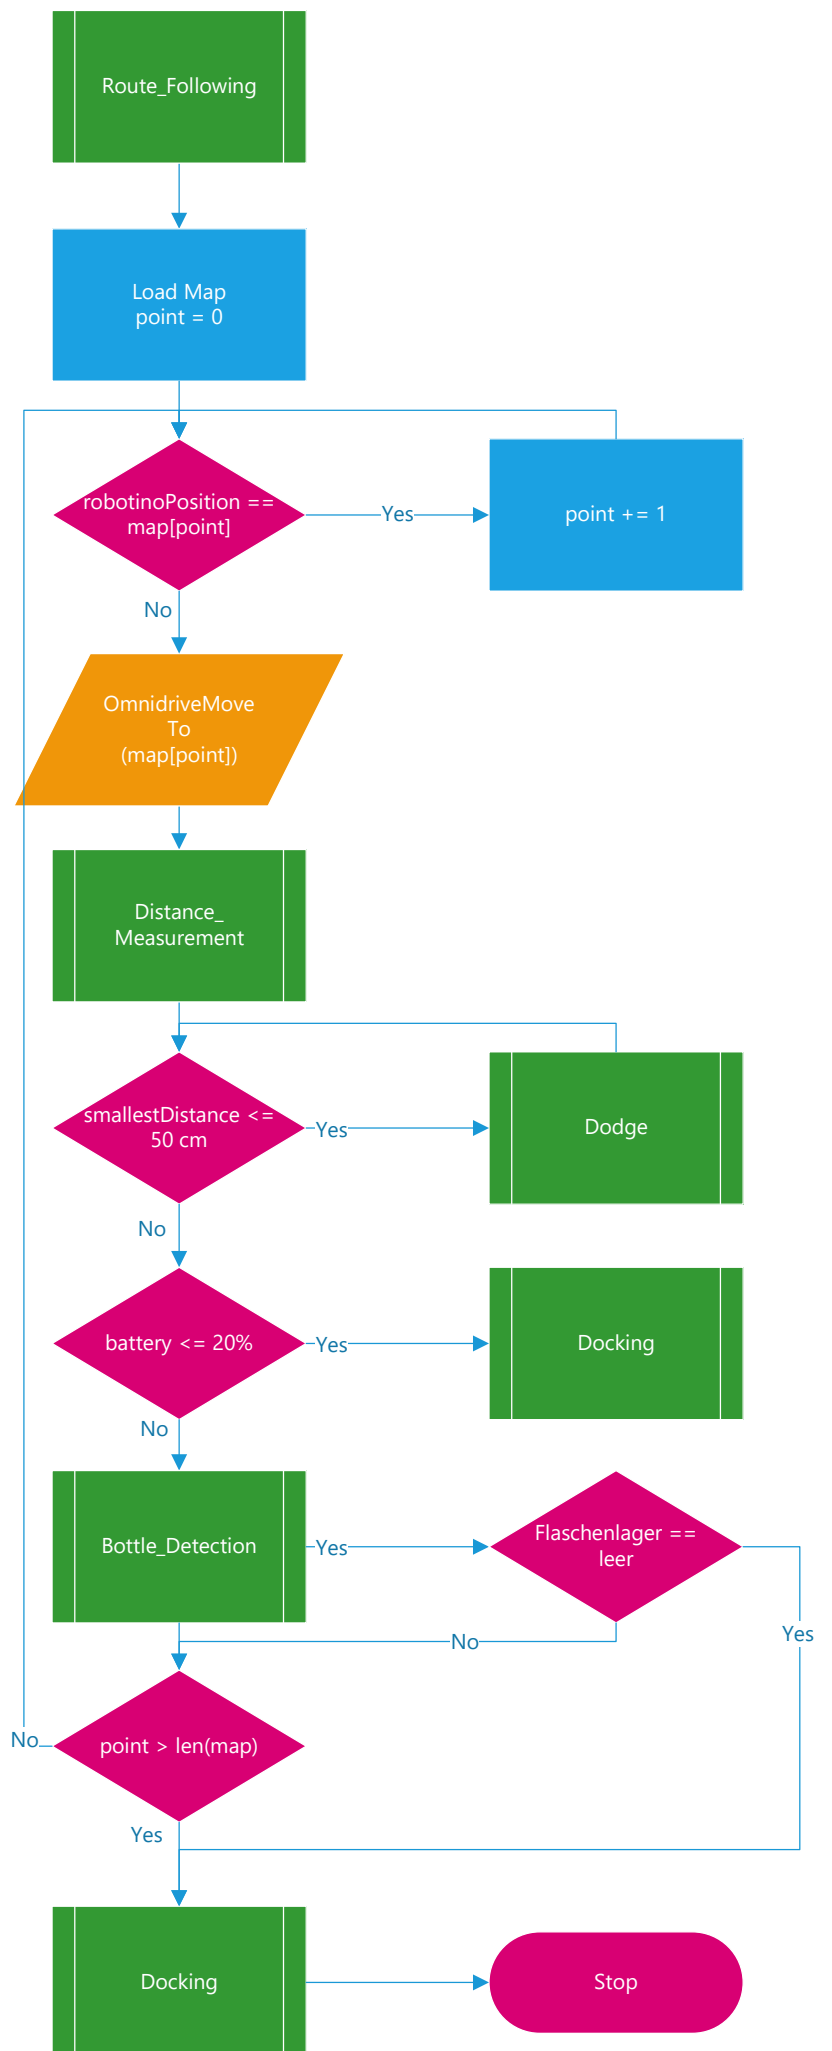 Route_Following
Load Map
point = 0
robotinoPosition ==
map[point]
Yes
point += 1
No
OmnidriveMove
To
(map[point])
Distance_
Measurement
smallestDistance <=
50 cm
Yes
Dodge
No
battery <= 20%
Yes
Docking
No
Bottle_Detection
Yes
Flaschenlager ==
leer
Yes
No
point > len(map)
No
Yes
Docking
Stop